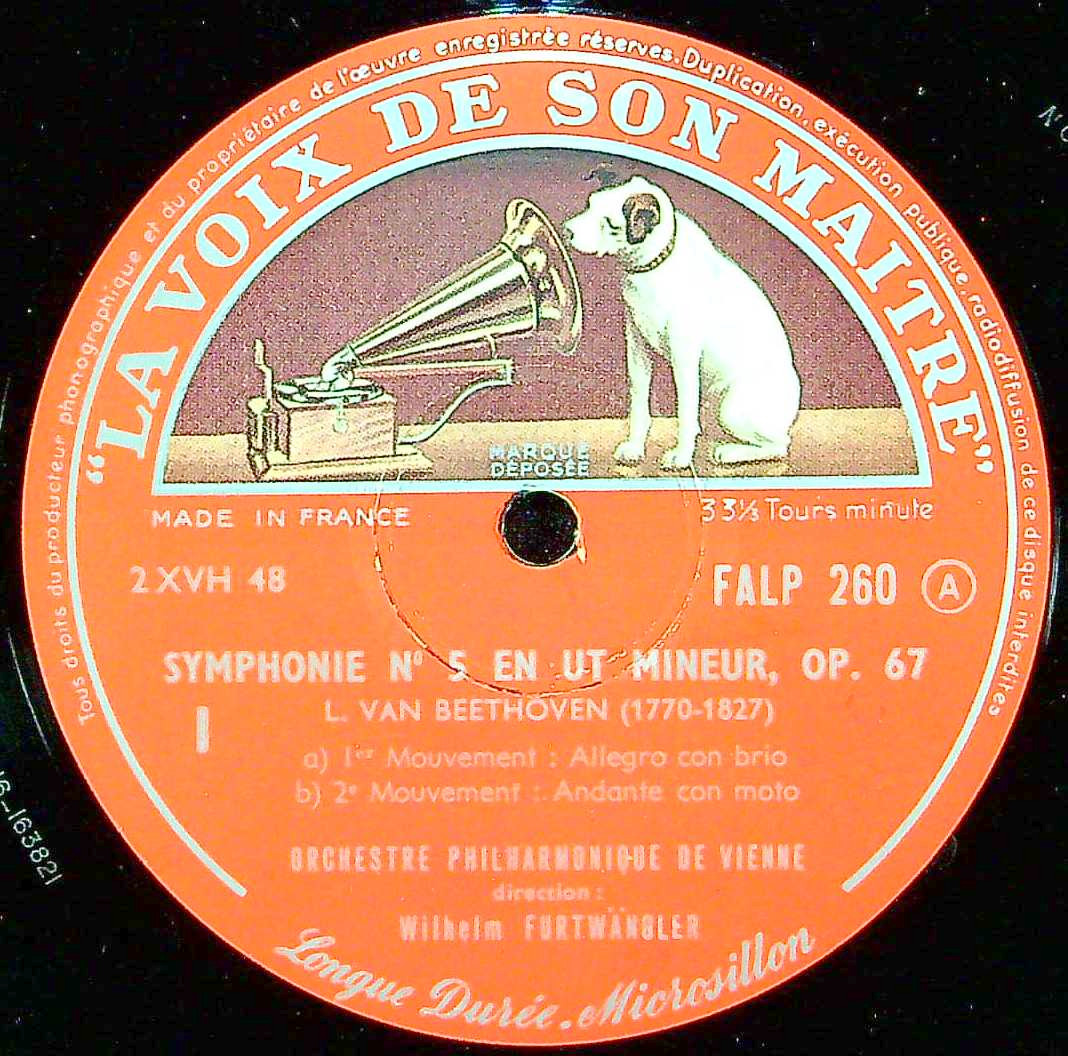 Tous droits du producteur phonographique et du propriétaire de l'œuvre enregistrée réserves. Duplication, exécution publique, radiodiffusion de ce disque interdites
"LA VOIX DE SON MAITRE"
MARQUE
DÉPOSÉE
MADE IN FRANCE
33⅓ Tours minute
2 XVH 48
FALP 260 A
SYMPHONIE Nº 5 EN UT MINEUR, OP. 67
I
L. VAN BEETHOVEN (1770-1827)
a) 1er Mouvement : Allegro con brio
b) 2e Mouvement : Andante con moto
ORCHESTRE PHILHARMONIQUE DE VIENNE
direction :
Wilhelm FURTWÄNGLER
Longue Durée. Microsillon
6-163821